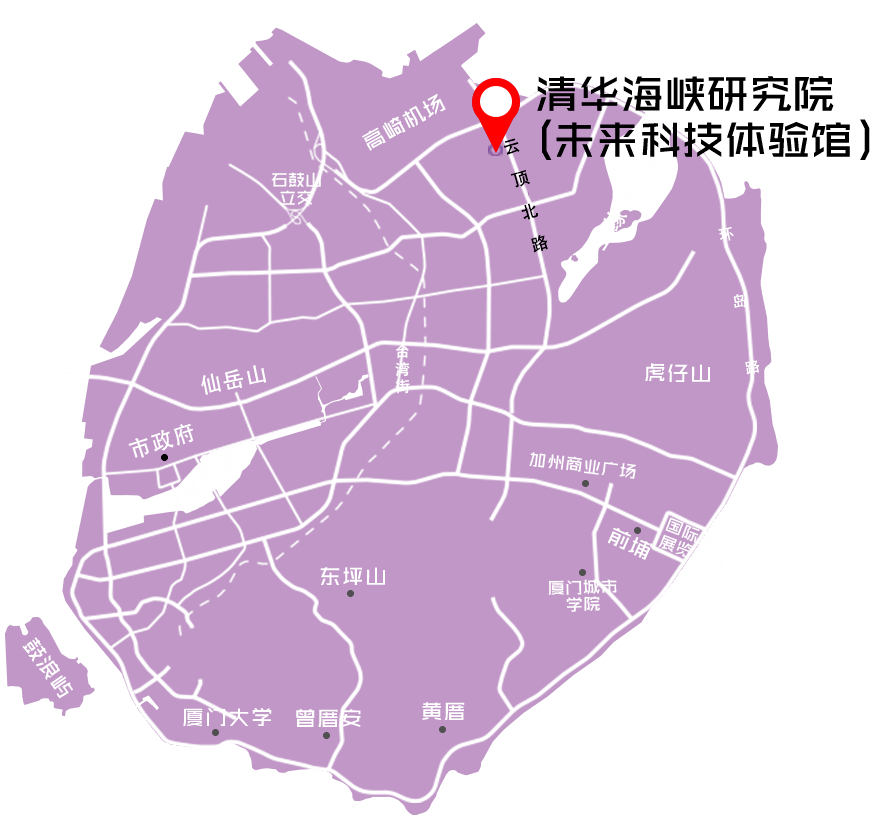 清华海峡研究院
(未来科技体验馆)
高崎机场
云顶北路
石鼓山
立交
环岛路
台湾街
仙岳山
虎仔山
市政府
加州商业广场
国际
展览
前埔
东坪山
厦门城市
学院
鼓浪屿
厦门大学
曾厝安
黄厝